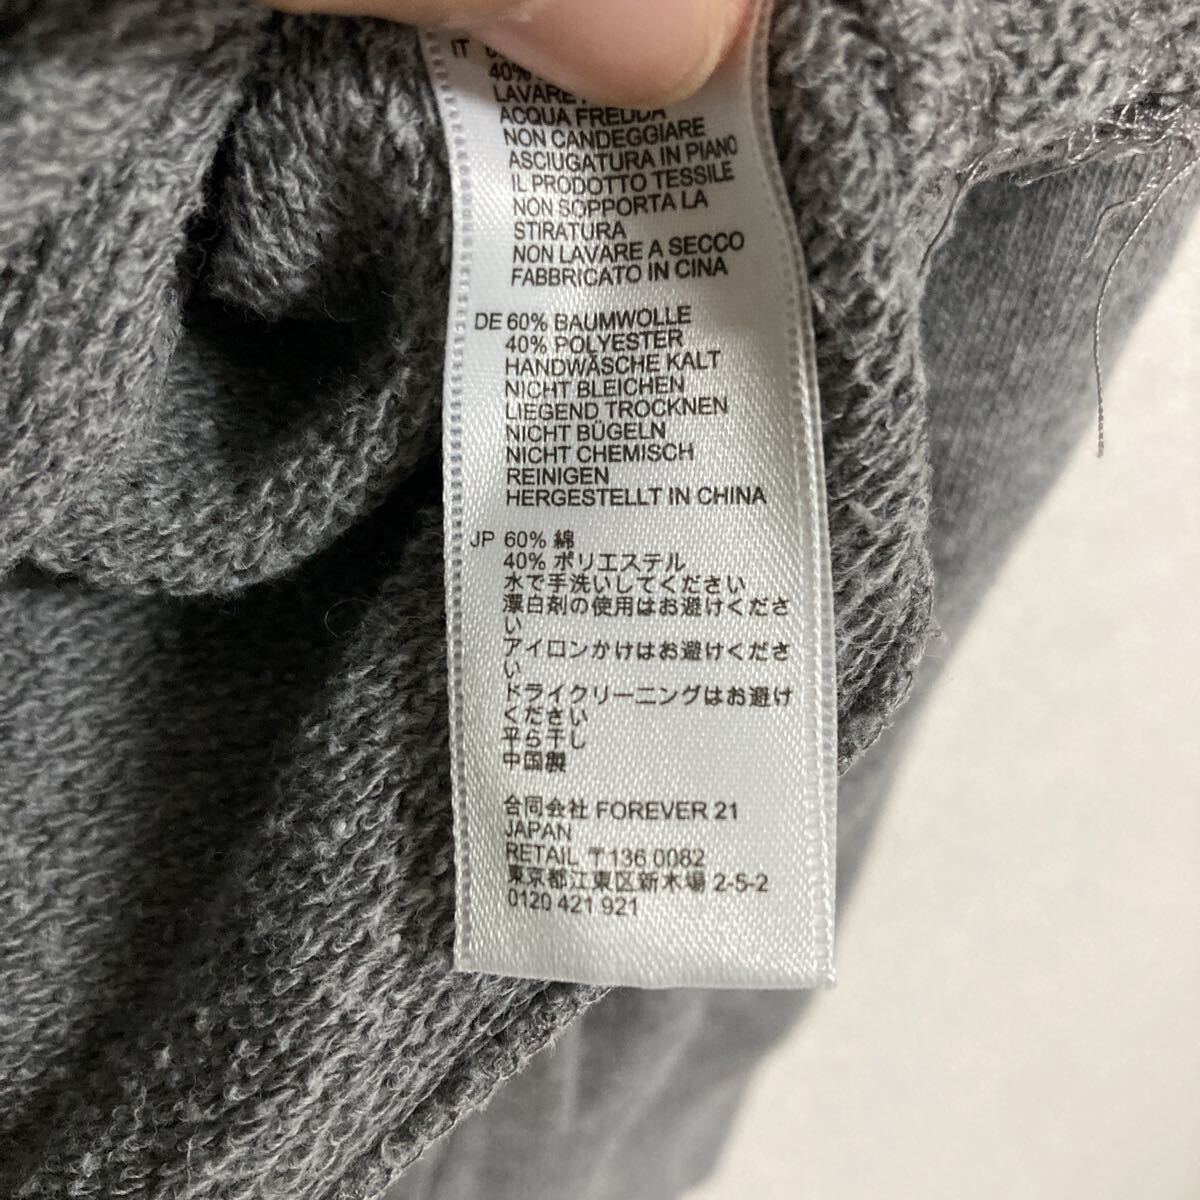 IT
40%
LAVARE
ACQUA FREDDA
NON CANDEGGIARE
ASCIUGATURA IN PIANO
IL PRODOTTO TESSILE
NON SOPPORTA LA
STIRATURA
NON LAVARE A SECCO
FABBRICATO IN CINA
DE 60% BAUMWOLLE
40% POLYESTER
HANDWÄSCHE KALT
NICHT BLEICHEN
LIEGEND TROCKNEN
NICHT BÜGELN
NICHT CHEMISCH
REINIGEN
HERGESTELLT IN CHINA
JP 60% 綿
40% ポリエステル
水で手洗いしてください
漂白剤の使用はお避けくださ
い
アイロンかけはお避けくださ
い
ドライクリーニングはお避け
ください
平ら干し
中国製
合同会社 FOREVER 21
JAPAN
RETAIL 〒136 0082
東京都江東区新木場 2-5-2
0120 421 921